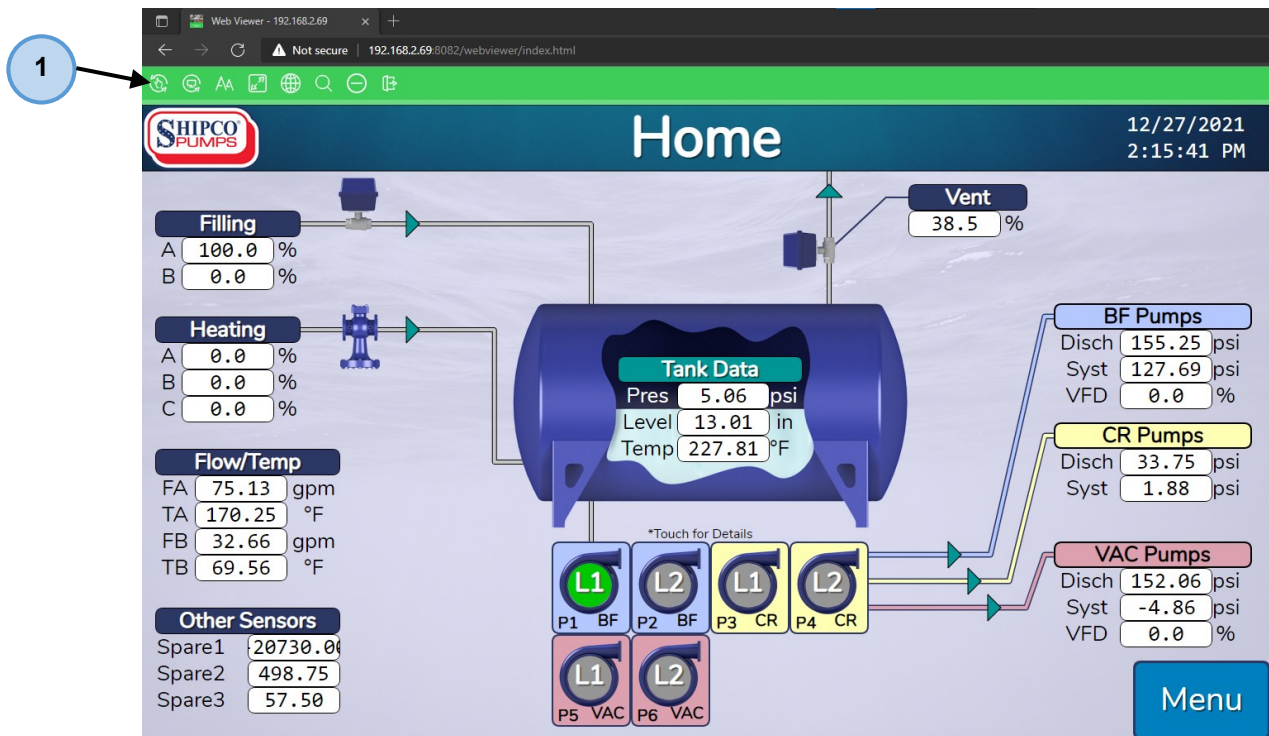 Web Viewer - 192.168.2.69
1
Not secure | 192.168.2.69:8082/webviewer/index.html
AA
SHIPCO PUMPS
Home
12/27/2021
2:15:41 PM
Filling
A 100.0 %
B 0.0 %
Vent
38.5 %
Heating
A 0.0 %
B 0.0 %
C 0.0 %
Tank Data
Pres 5.06 psi
Level 13.01 in
Temp 227.81 °F
BF Pumps
Disch 155.25 psi
Syst 127.69 psi
VFD 0.0 %
CR Pumps
Disch 33.75 psi
Syst 1.88 psi
Flow/Temp
FA 75.13 gpm
TA 170.25 °F
FB 32.66 gpm
TB 69.56 °F
*Touch for Details
L1 P1 BF
L2 P2 BF
L1 P3 CR
L2 P4 CR
L1 P5 VAC
L2 P6 VAC
VAC Pumps
Disch 152.06 psi
Syst -4.86 psi
VFD 0.0 %
Other Sensors
Spare1
Spare2 498.75
Spare3 57.50
Menu